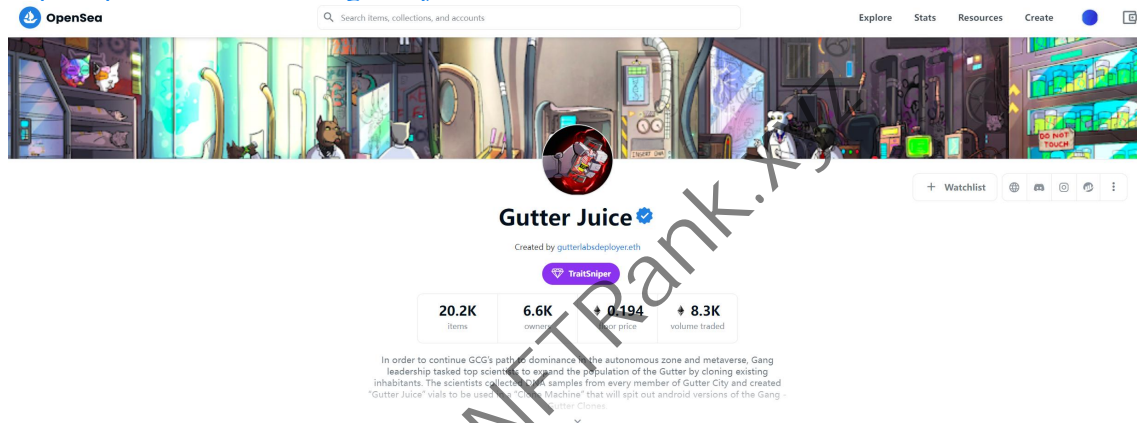 OpenSea
Search items, collections, and accounts
Explore Stats Resources Create
INSERT DNA
DO NOT TOUCH
+ Watchlist
Gutter Juice
Created by gutterlabsdeployer.eth
TraitSniper
20.2K 6.6K 0.194 8.3K
items owners floor price volume traded
In order to continue GCG's path to dominance in the autonomous zone and metaverse, Gang
leadership tasked top scientists to expand the population of the Gutter by cloning existing
inhabitants. The scientists collected DNA samples from every member of Gutter City and created
"Gutter Juice" vials to be used in a "Clone Machine" that will spit out android versions of the Gang -
Gutter Clones.
NFTRank.x